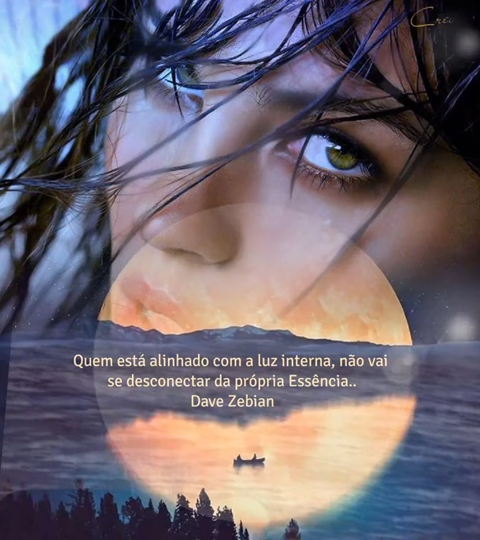 Quem está alinhado com a luz interna, não vai
se desconectar da própria Essência..
Dave Zebian